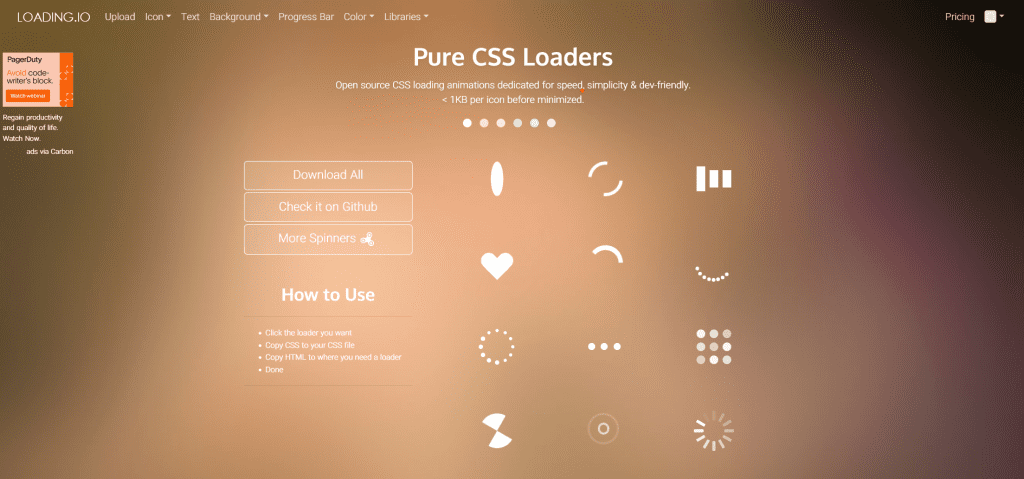 LOADING.IO Upload Icon Text Background Progress Bar Color Libraries Pricing
PagerDuty
Avoid code-
writer's block.
Watch webinar
Regain productivity
and quality of life.
Watch Now.
ads via Carbon
Pure CSS Loaders
Open source CSS loading animations dedicated for speed, simplicity & dev-friendly.
< 1KB per icon before minimized.
Download All
Check it on Github
More Spinners
How to Use
Click the loader you want
Copy CSS to your CSS file
Copy HTML to where you need a loader
Done